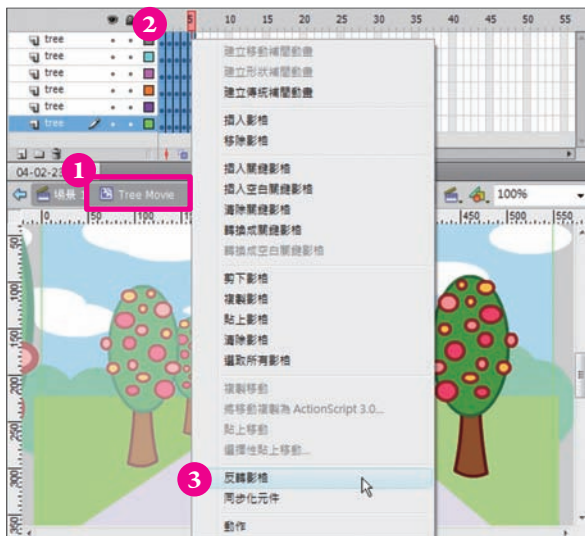 2
5 10 15 20 25 30 35 40 45 50 55
tree
tree
tree
tree
tree
tree
1
04-02-23
場景 1 Tree Movie
100%
0 50 100 450 500 550
50
100
150
200
250
300
350
建立移動補間動畫
建立形狀補間動畫
建立傳統補間動畫
插入影格
移除影格
插入關鍵影格
插入空白關鍵影格
清除關鍵影格
轉換成關鍵影格
轉換成空白關鍵影格
剪下影格
複製影格
貼上影格
清除影格
選取所有影格
複製移動
將移動複製為 ActionScript 3.0...
貼上移動
選擇性貼上移動...
3
反轉影格
同步化元件
動作